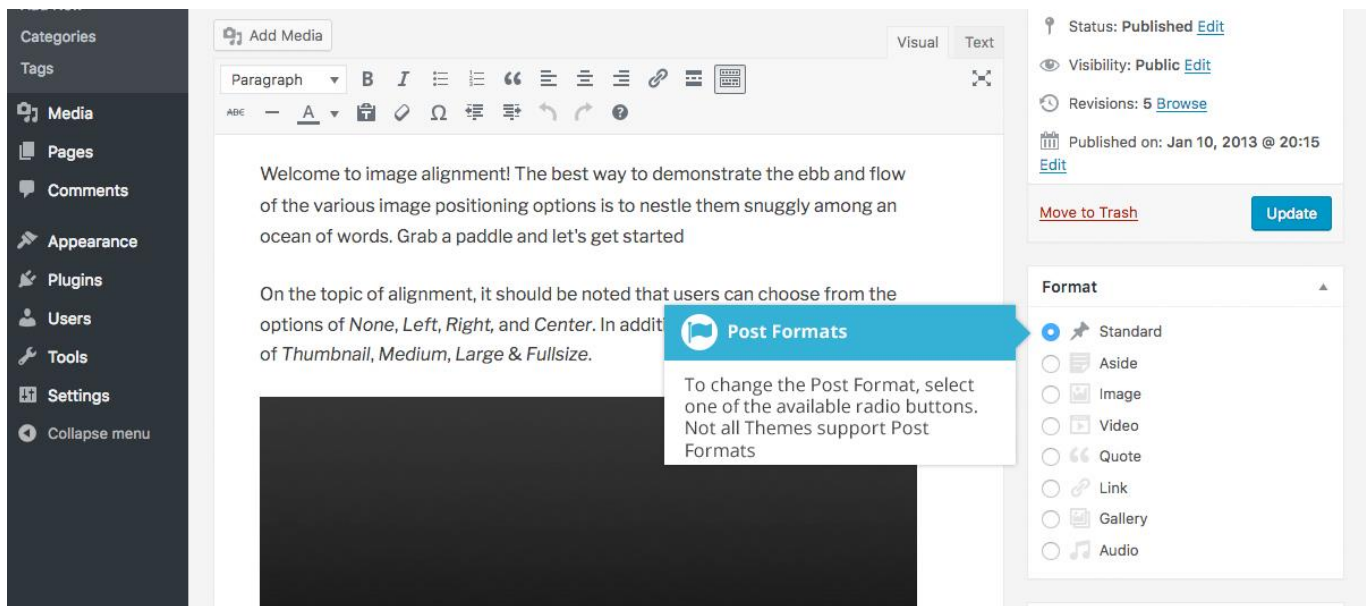 Categories
Tags
Media
Pages
Comments
Appearance
Plugins
Users
Tools
Settings
Collapse menu
Add Media
Visual Text
Paragraph B I
ABC A Ω
Welcome to image alignment! The best way to demonstrate the ebb and flow
of the various image positioning options is to nestle them snuggly among an
ocean of words. Grab a paddle and let's get started
On the topic of alignment, it should be noted that users can choose from the
options of None, Left, Right, and Center. In additi
of Thumbnail, Medium, Large & Fullsize.
Post Formats
To change the Post Format, select
one of the available radio buttons.
Not all Themes support Post
Formats
Status: Published Edit
Visibility: Public Edit
Revisions: 5 Browse
Published on: Jan 10, 2013 @ 20:15
Edit
Move to Trash Update
Format
Standard
Aside
Image
Video
Quote
Link
Gallery
Audio